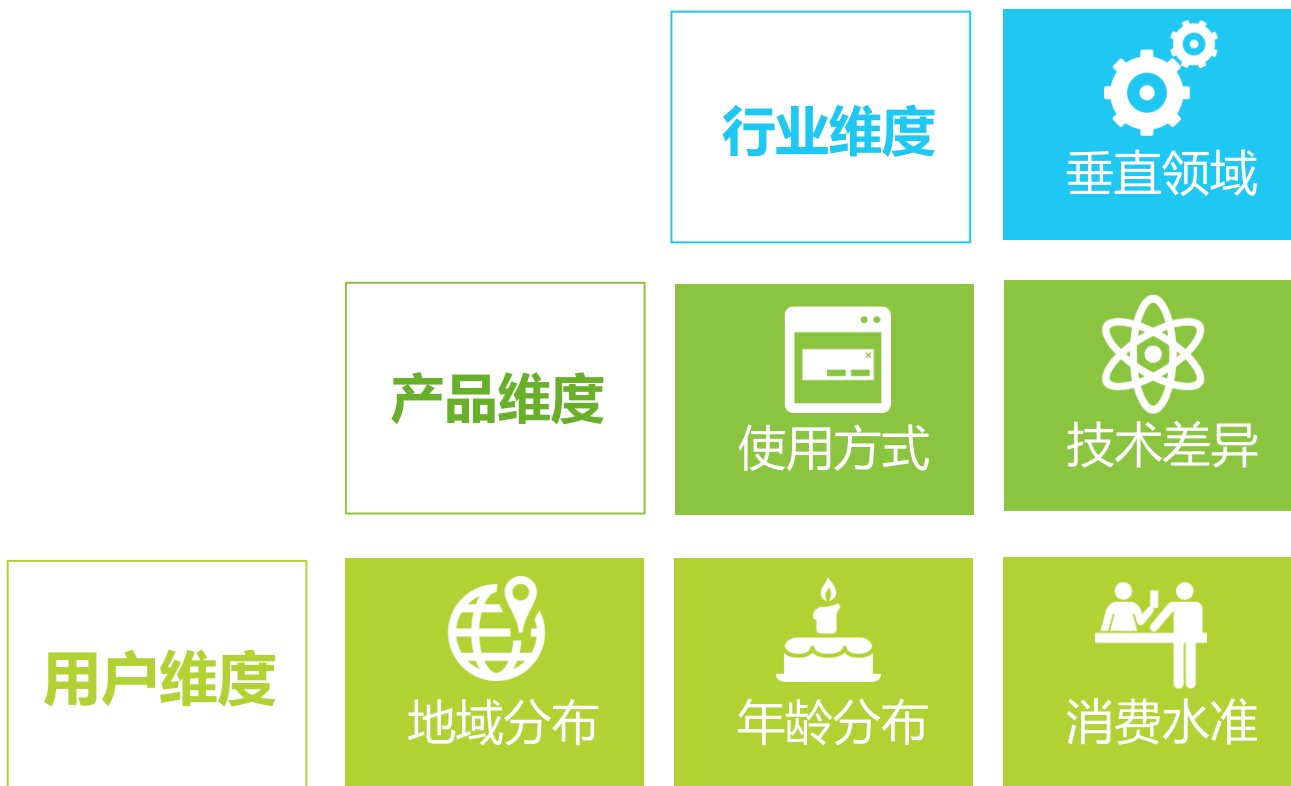 行业维度
垂直领域
产品维度
使用方式
技术差异
用户维度
地域分布
年龄分布
消费水准